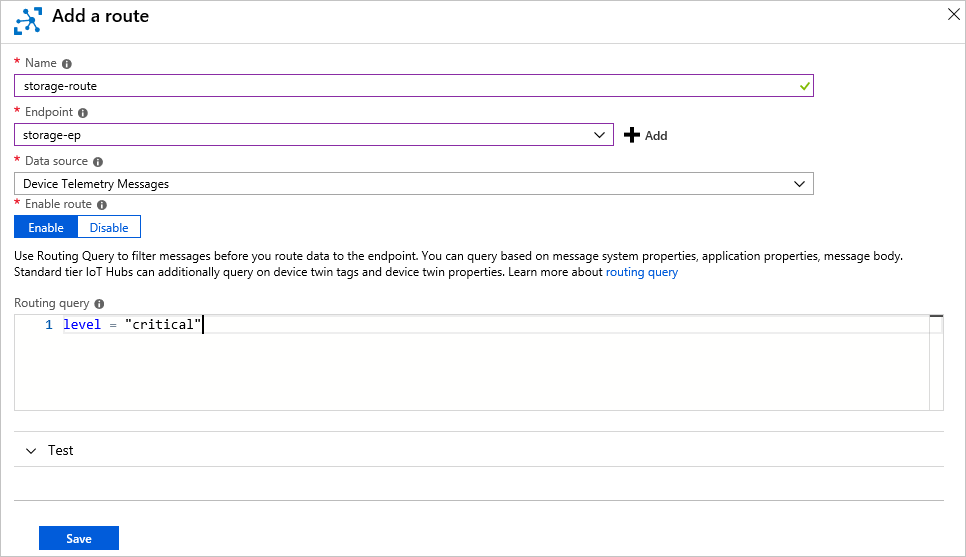 Add a route
* Name
storage-route
* Endpoint
storage-ep
Add
* Data source
Device Telemetry Messages
* Enable route
Enable Disable
Use Routing Query to filter messages before you route data to the endpoint. You can query based on message system properties, application properties, message body.
Standard tier IoT Hubs can additionally query on device twin tags and device twin properties. Learn more about routing query
Routing query
1 level = "critical"
Test
Save